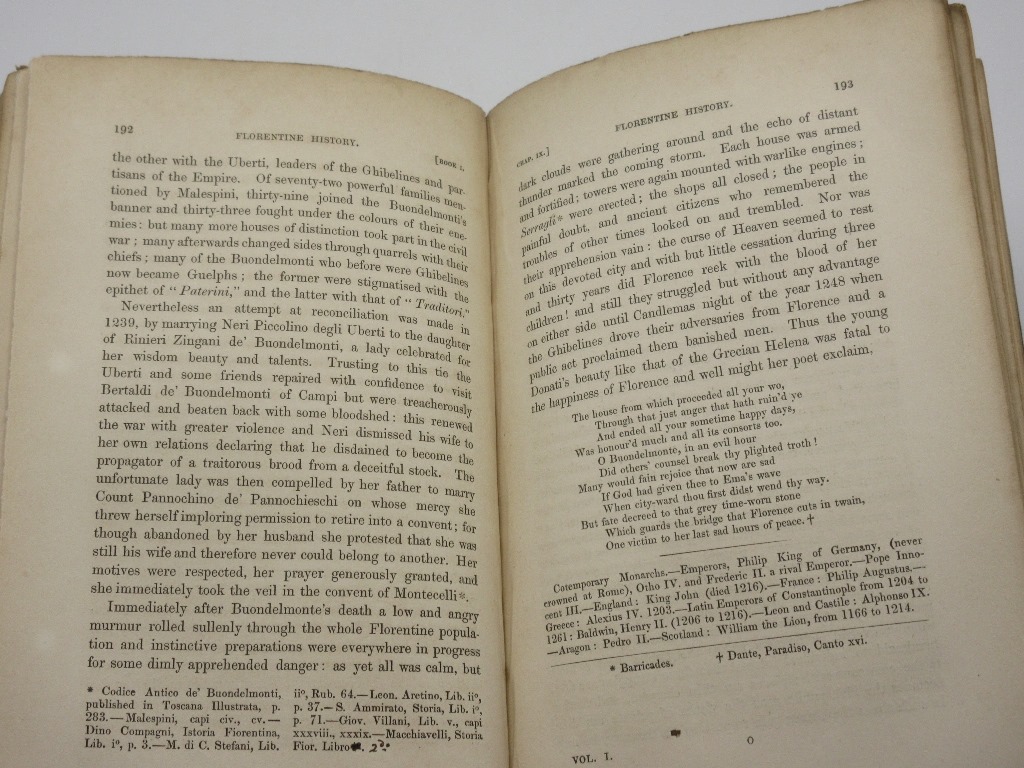 192
FLORENTINE HISTORY.
[BOOK I.
the other with the Uberti, leaders of the Ghibelines and par-
tisans of the Empire. Of seventy-two powerful families men-
tioned by Malespini, thirty-nine joined the Buondelmonti's
banner and thirty-three fought under the colours of their ene-
mies: but many more houses of distinction took part in the civil
war; many afterwards changed sides through quarrels with their
chiefs; many of the Buondelmonti who before were Ghibelines
now became Guelphs; the former were stigmatised with the
epithet of "Paterini," and the latter with that of "Traditori."
Nevertheless an attempt at reconciliation was made in
1239, by marrying Neri Piccolino degli Uberti to the daughter
of Rinieri Zingani de' Buondelmonti, a lady celebrated for
her wisdom beauty and talents. Trusting to this tie the
Uberti and some friends repaired with confidence to visit
Bertaldi de' Buondelmonti of Campi but were treacherously
attacked and beaten back with some bloodshed: this renewed
the war with greater violence and Neri dismissed his wife to
her own relations declaring that he disdained to become the
propagator of a traitorous brood from a deceitful stock. The
unfortunate lady was then compelled by her father to marry
Count Pannochino de' Pannochieschi on whose mercy she
threw herself imploring permission to retire into a convent; for
though abandoned by her husband she protested that she was
still his wife and therefore never could belong to another. Her
motives were respected, her prayer generously granted, and
she immediately took the veil in the convent of Montecelli*.
Immediately after Buondelmonte's death a low and angry
murmur rolled sullenly through the whole Florentine popula-
tion and instinctive preparations were everywhere in progress
for some dimly apprehended danger: as yet all was calm, but
* Codice Antico de' Buondelmonti,
published in Toscana Illustrata, p.
283.—Malespini, capi civ., cv.—
Dino Compagni, Istoria Fiorentina,
Lib. i°, p. 3.—M. di C. Stefani, Lib.
ii°, Rub. 64.—Leon. Aretino, Lib. ii°,
p. 37.—S. Ammirato, Storia, Lib. i°,
p. 71.—Giov. Villani, Lib. v., capi
xxxviii., xxxix.—Macchiavelli, Storia
Fior. Libro 2°.
193
FLORENTINE HISTORY.
CHAP. IX.]
dark clouds were gathering around and the echo of distant
thunder marked the coming storm. Each house was armed
and fortified; towers were again mounted with warlike engines;
Serragli* were erected; the shops all closed; the people in
painful doubt, and ancient citizens who remembered the
troubles of other times looked on and trembled. Nor was
their apprehension vain: the curse of Heaven seemed to rest
on this devoted city and with but little cessation during three
and thirty years did Florence reek with the blood of her
children! and still they struggled but without any advantage
on either side until Candlemas night of the year 1248 when
the Ghibelines drove their adversaries from Florence and a
public act proclaimed them banished men. Thus the young
Donati's beauty like that of the Grecian Helena was fatal to
the happiness of Florence and well might her poet exclaim,
The house from which proceeded all your wo,
Through that just anger that hath ruin'd ye
And ended all your sometime happy days,
Was honour'd much and all its consorts too.
O Buondelmonte, in an evil hour
Did others' counsel break thy plighted troth!
Many would fain rejoice that now are sad
If God had given thee to Ema's wave
When city-ward thou first didst wend thy way.
But fate decreed to that grey time-worn stone
Which guards the bridge that Florence cuts in twain,
One victim to her last sad hours of peace.†
Cotemporary Monarchs.—Emperors, Philip King of Germany, (never
crowned at Rome), Otho IV. and Frederic II. a rival Emperor.—Pope Inno-
cent III.—England: King John (died 1216).—France: Philip Augustus.—
Greece: Alexius IV. 1203.—Latin Emperors of Constantinople from 1204 to
1261: Baldwin, Henry II. (1206 to 1216).—Leon and Castile: Alphonso IX.
—Aragon: Pedro II.—Scotland: William the Lion, from 1166 to 1214.
* Barricades.
† Dante, Paradiso, Canto xvi.
VOL. I.
O